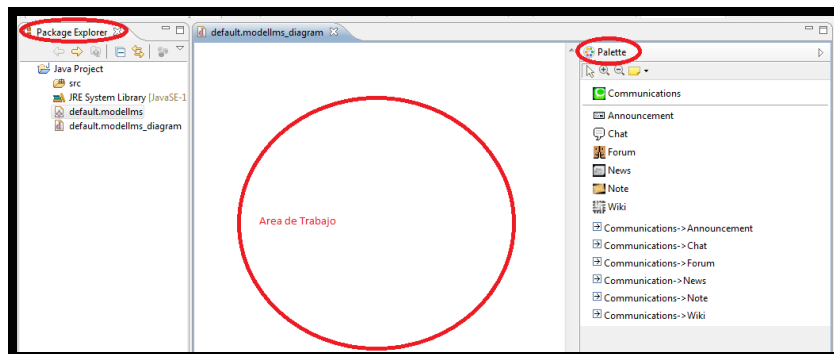 Package Explorer
Java Project
src
JRE System Library [JavaSE-1
default.modellms
default.modellms_diagram
default.modellms_diagram
Area de Trabajo
Palette
Communications
Announcement
Chat
Forum
News
Note
Wiki
Communications->Announcement
Communications->Chat
Communications->Forum
Communication->News
Communications->Note
Communications->Wiki